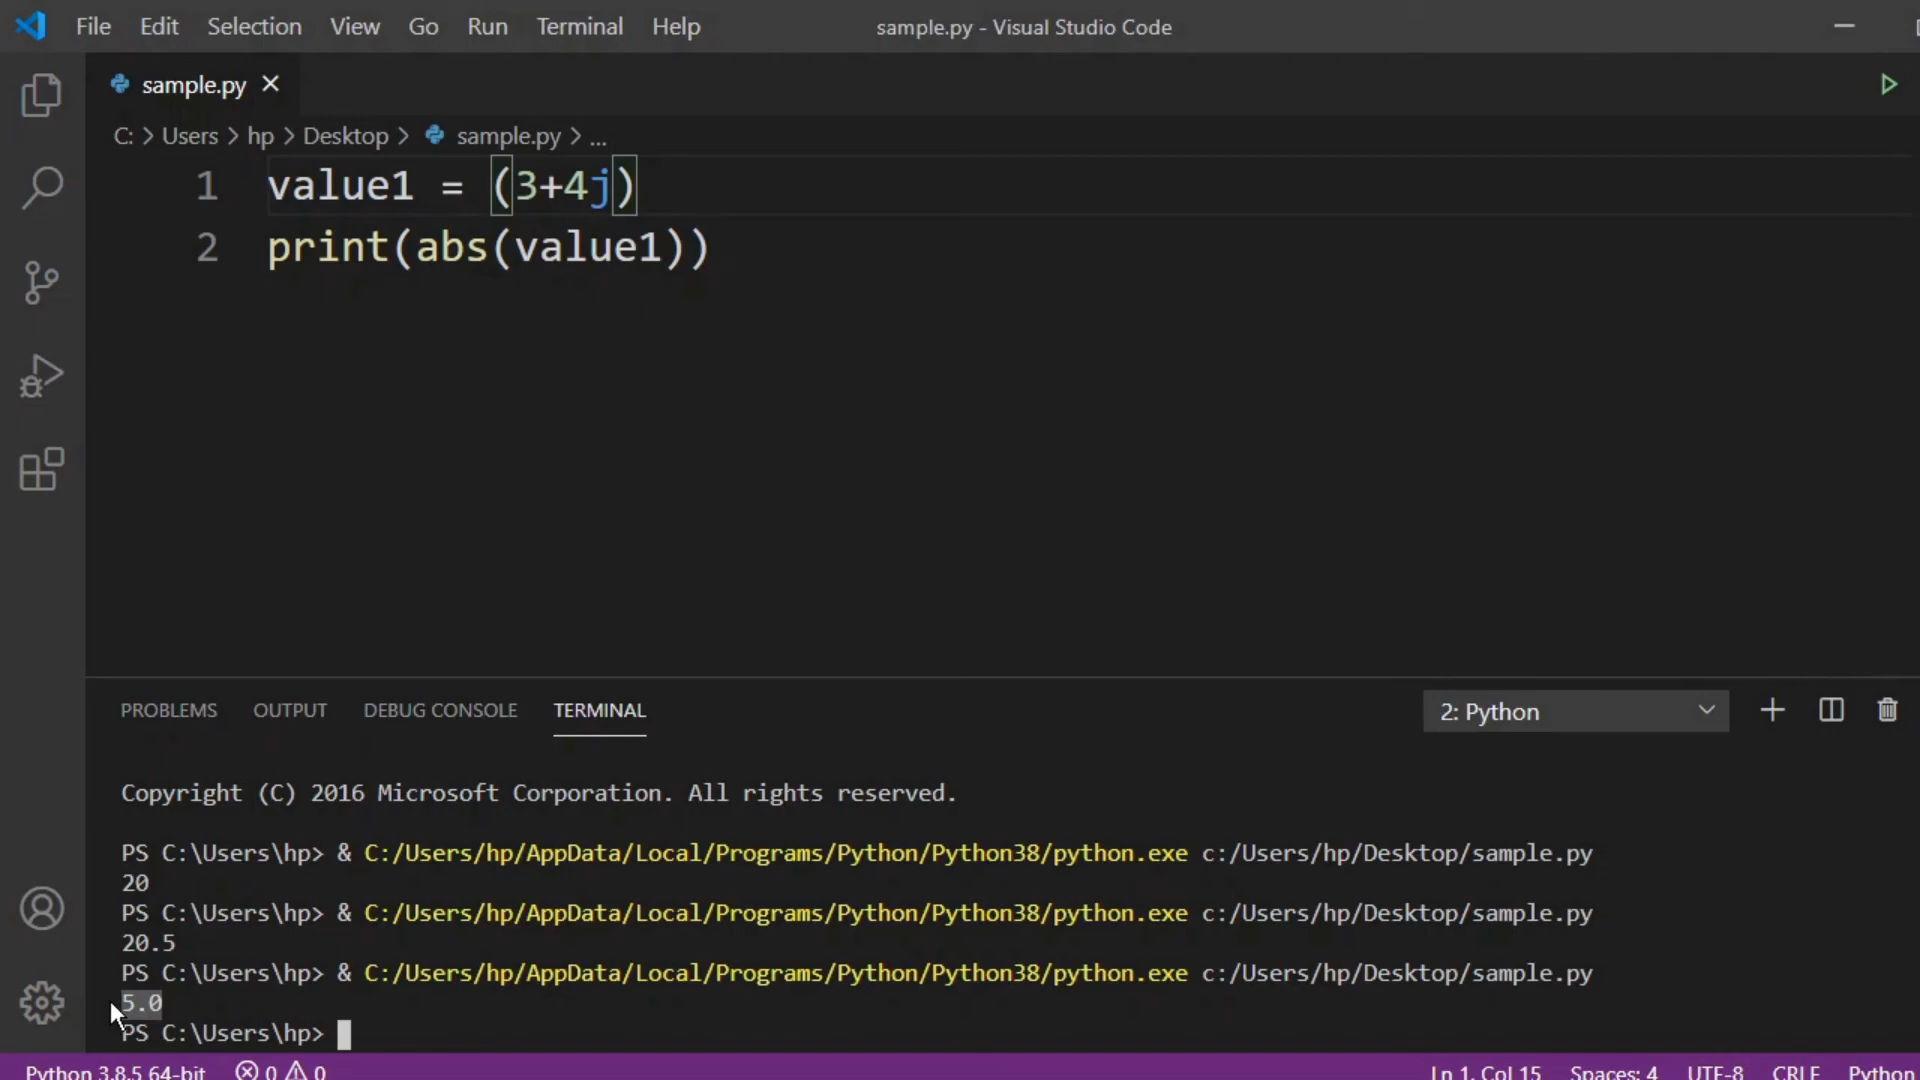 File Edit Selection View Go Run Terminal Help sample.py - Visual Studio Code
sample.py
C: > Users > hp > Desktop > sample.py > ...
1 value1 = (3+4j)
2 print(abs(value1))
PROBLEMS OUTPUT DEBUG CONSOLE TERMINAL 2: Python
Copyright (C) 2016 Microsoft Corporation. All rights reserved.
PS C:\Users\hp> & C:/Users/hp/AppData/Local/Programs/Python/Python38/python.exe c:/Users/hp/Desktop/sample.py
20
PS C:\Users\hp> & C:/Users/hp/AppData/Local/Programs/Python/Python38/python.exe c:/Users/hp/Desktop/sample.py
20.5
PS C:\Users\hp> & C:/Users/hp/AppData/Local/Programs/Python/Python38/python.exe c:/Users/hp/Desktop/sample.py
5.0
PS C:\Users\hp>
Python 3.8.5 64-bit 0 0 Ln 1, Col 15 Spaces: 4 UTF-8 CRLF Python